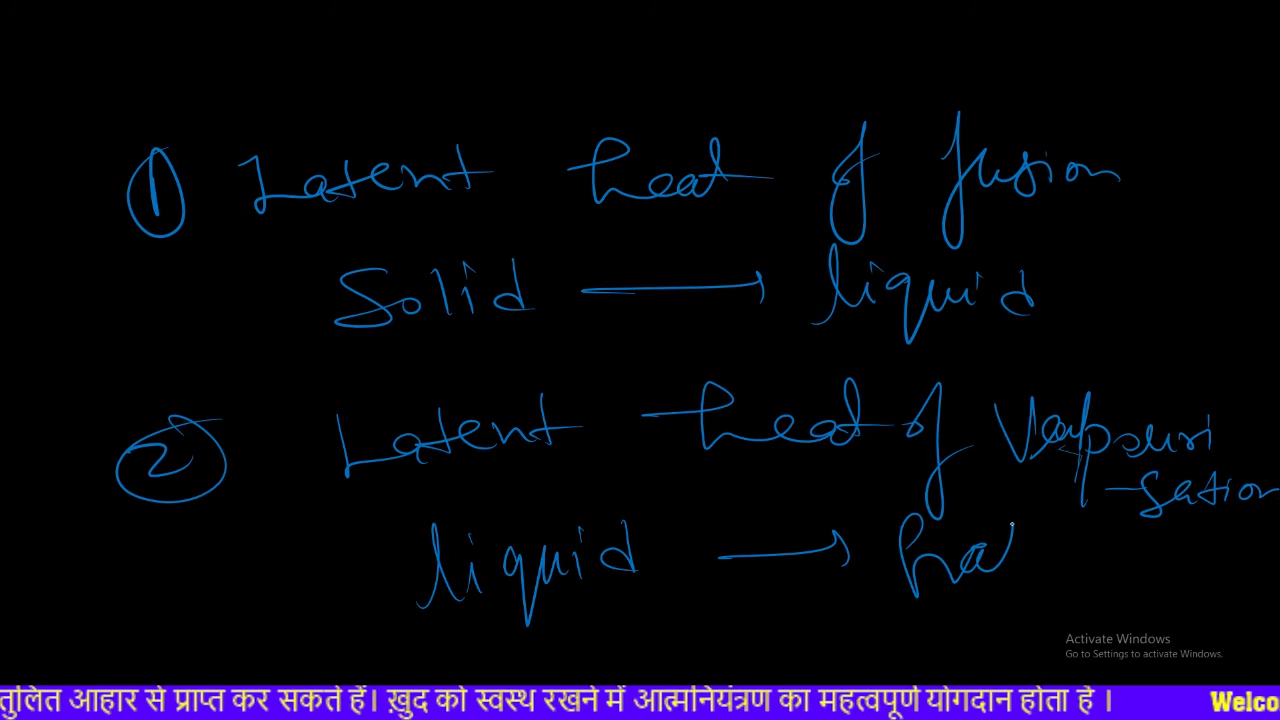 1 Latent heat of fusion
Solid → liquid
2 Latent heat of Vapouri
-sation
liquid →
Activate Windows
Go to Settings to activate Windows.
तुलित आहार से प्राप्त कर सकते हैं। ख़ुद को स्वस्थ रखने में आत्मनियंत्रण का महत्वपूर्ण योगदान होता है । Welco